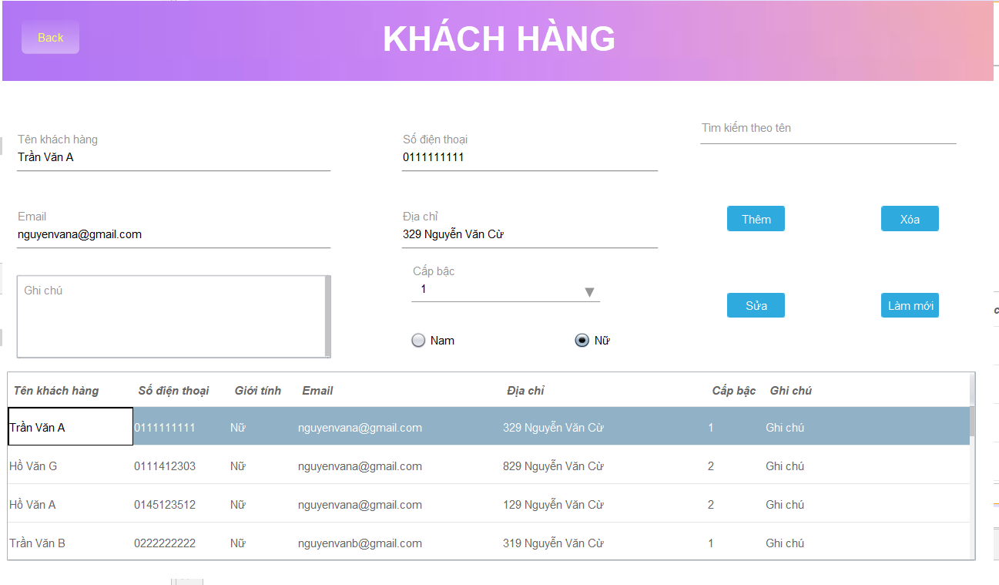 Back
KHÁCH HÀNG
Tên khách hàng
Trần Văn A
Số điện thoại
0111111111
Tìm kiếm theo tên
Email
nguyenvana@gmail.com
Địa chỉ
329 Nguyễn Văn Cừ
Thêm
Xóa
Ghi chú
Cấp bậc
1
Sửa
Làm mới
Nam
Nữ
Tên khách hàng Số điện thoại Giới tính Email Địa chỉ Cấp bậc Ghi chú
Trần Văn A 0111111111 Nữ nguyenvana@gmail.com 329 Nguyễn Văn Cừ 1 Ghi chú
Hồ Văn G 0111412303 Nữ nguyenvana@gmail.com 829 Nguyễn Văn Cừ 2 Ghi chú
Hồ Văn A 0145123512 Nữ nguyenvana@gmail.com 129 Nguyễn Văn Cừ 2 Ghi chú
Trần Văn B 0222222222 Nữ nguyenvanb@gmail.com 319 Nguyễn Văn Cừ 1 Ghi chú